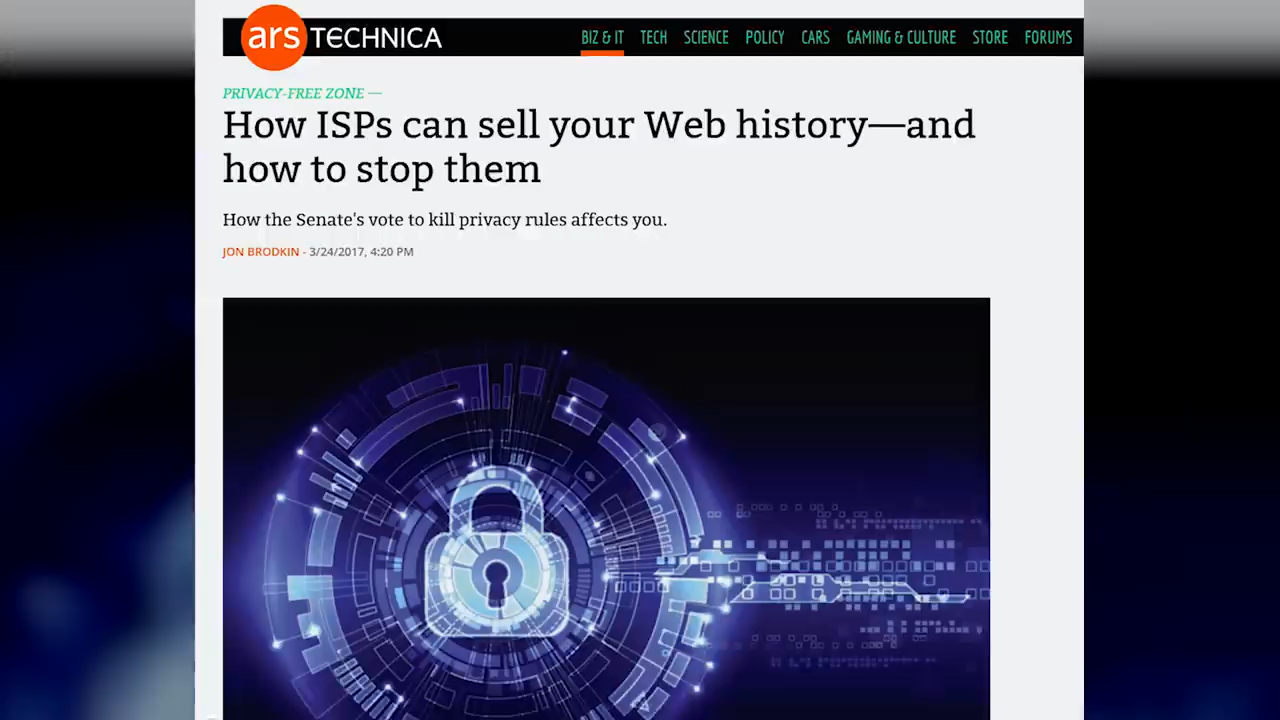 ars TECHNICA
BIZ & IT TECH SCIENCE POLICY CARS GAMING & CULTURE STORE FORUMS
PRIVACY-FREE ZONE —
How ISPs can sell your Web history—and
how to stop them
How the Senate's vote to kill privacy rules affects you.
JON BRODKIN - 3/24/2017, 4:20 PM